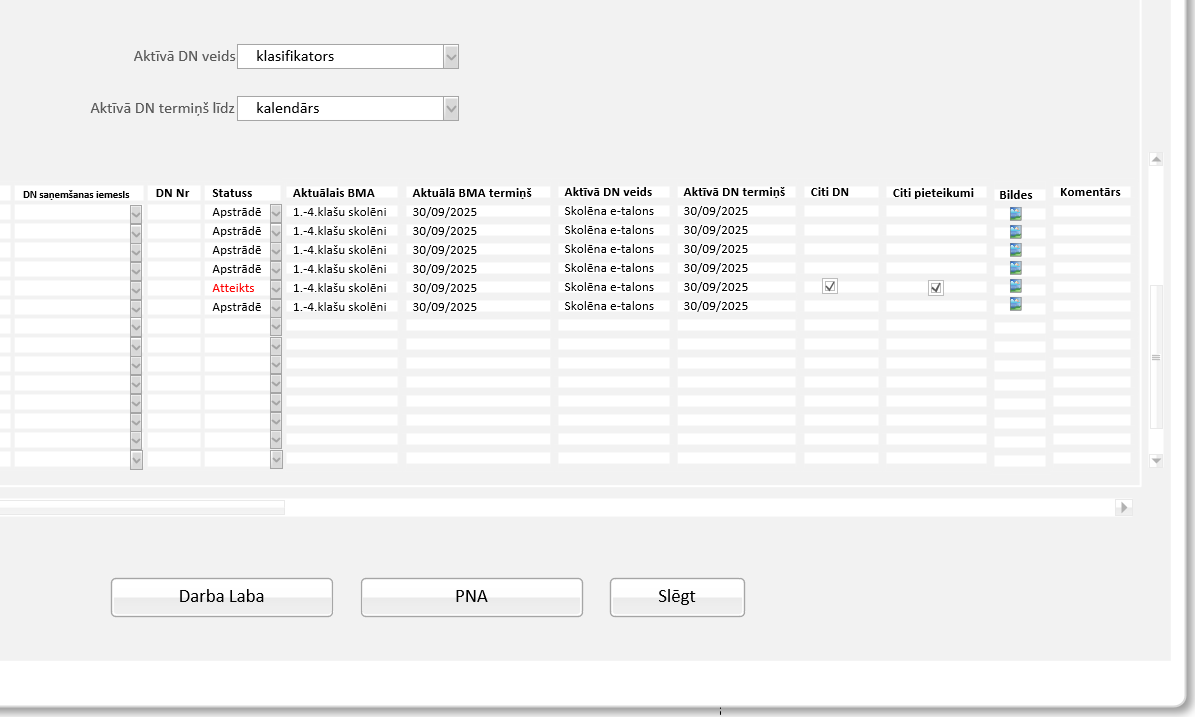 Aktīvā DN veids klasifikators
Aktīvā DN termiņš līdz kalendārs
DN saņemšanas iemesls DN Nr Statuss Aktuālais BMA Aktuālā BMA termiņš Aktīvā DN veids Aktīvā DN termiņš Citi DN Citi pieteikumi Bildes Komentārs
Apstrādē 1.-4.klašu skolēni 30/09/2025 Skolēna e-talons 30/09/2025
Apstrādē 1.-4.klašu skolēni 30/09/2025 Skolēna e-talons 30/09/2025
Apstrādē 1.-4.klašu skolēni 30/09/2025 Skolēna e-talons 30/09/2025
Apstrādē 1.-4.klašu skolēni 30/09/2025 Skolēna e-talons 30/09/2025
Atteikts 1.-4.klašu skolēni 30/09/2025 Skolēna e-talons 30/09/2025
Apstrādē 1.-4.klašu skolēni 30/09/2025 Skolēna e-talons 30/09/2025
Darba Laba PNA Slēgt